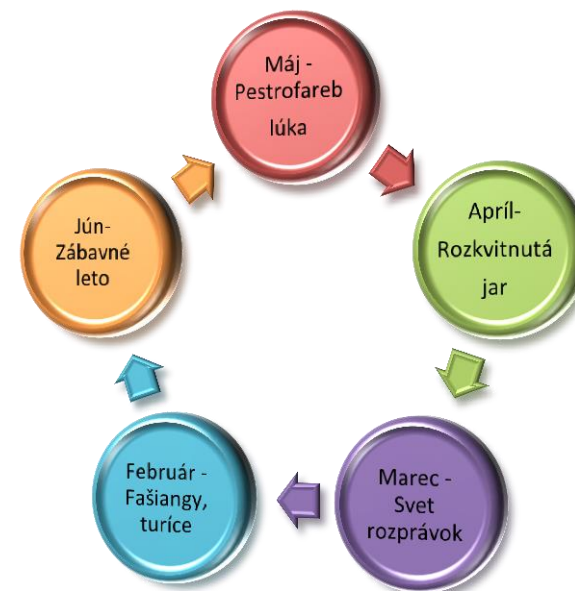 Máj -
Pestrofareb
lúka
Apríl-
Rozkvitnutá
jar
Marec -
Svet
rozprávok
Február -
Fašiangy,
turíce
Jún-
Zábavné
leto